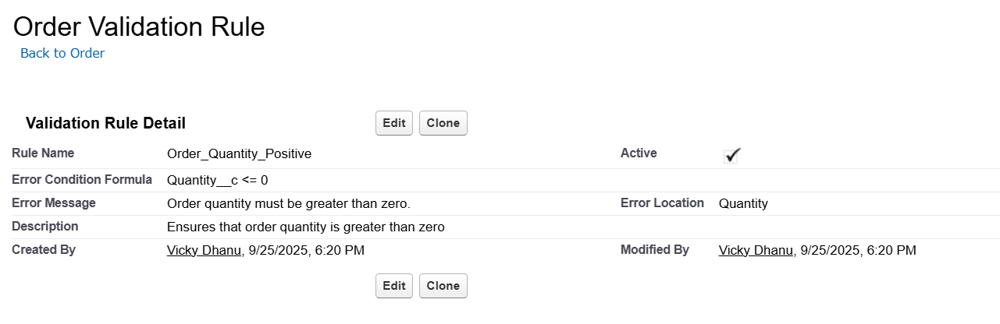 Order Validation Rule
Back to Order
Validation Rule Detail Edit Clone
Rule Name Order_Quantity_Positive Active
Error Condition Formula Quantity__c <= 0
Error Message Order quantity must be greater than zero. Error Location Quantity
Description Ensures that order quantity is greater than zero
Created By Vicky Dhanu, 9/25/2025, 6:20 PM Modified By Vicky Dhanu, 9/25/2025, 6:20 PM
Edit Clone